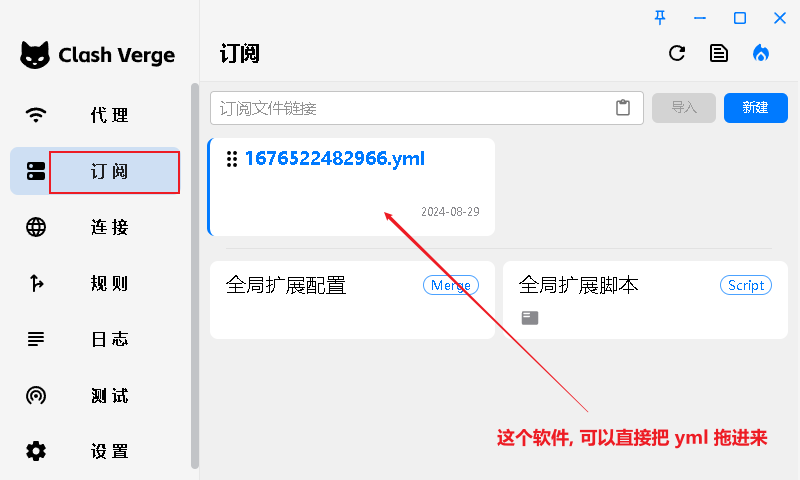 Clash Verge
订阅
代理
订阅
连接
规则
日志
测试
设置
订阅文件链接
导入
新建
1676522482966.yml
2024-08-29
全局扩展配置
Merge
全局扩展脚本
Script
这个软件, 可以直接把 yml 拖进来